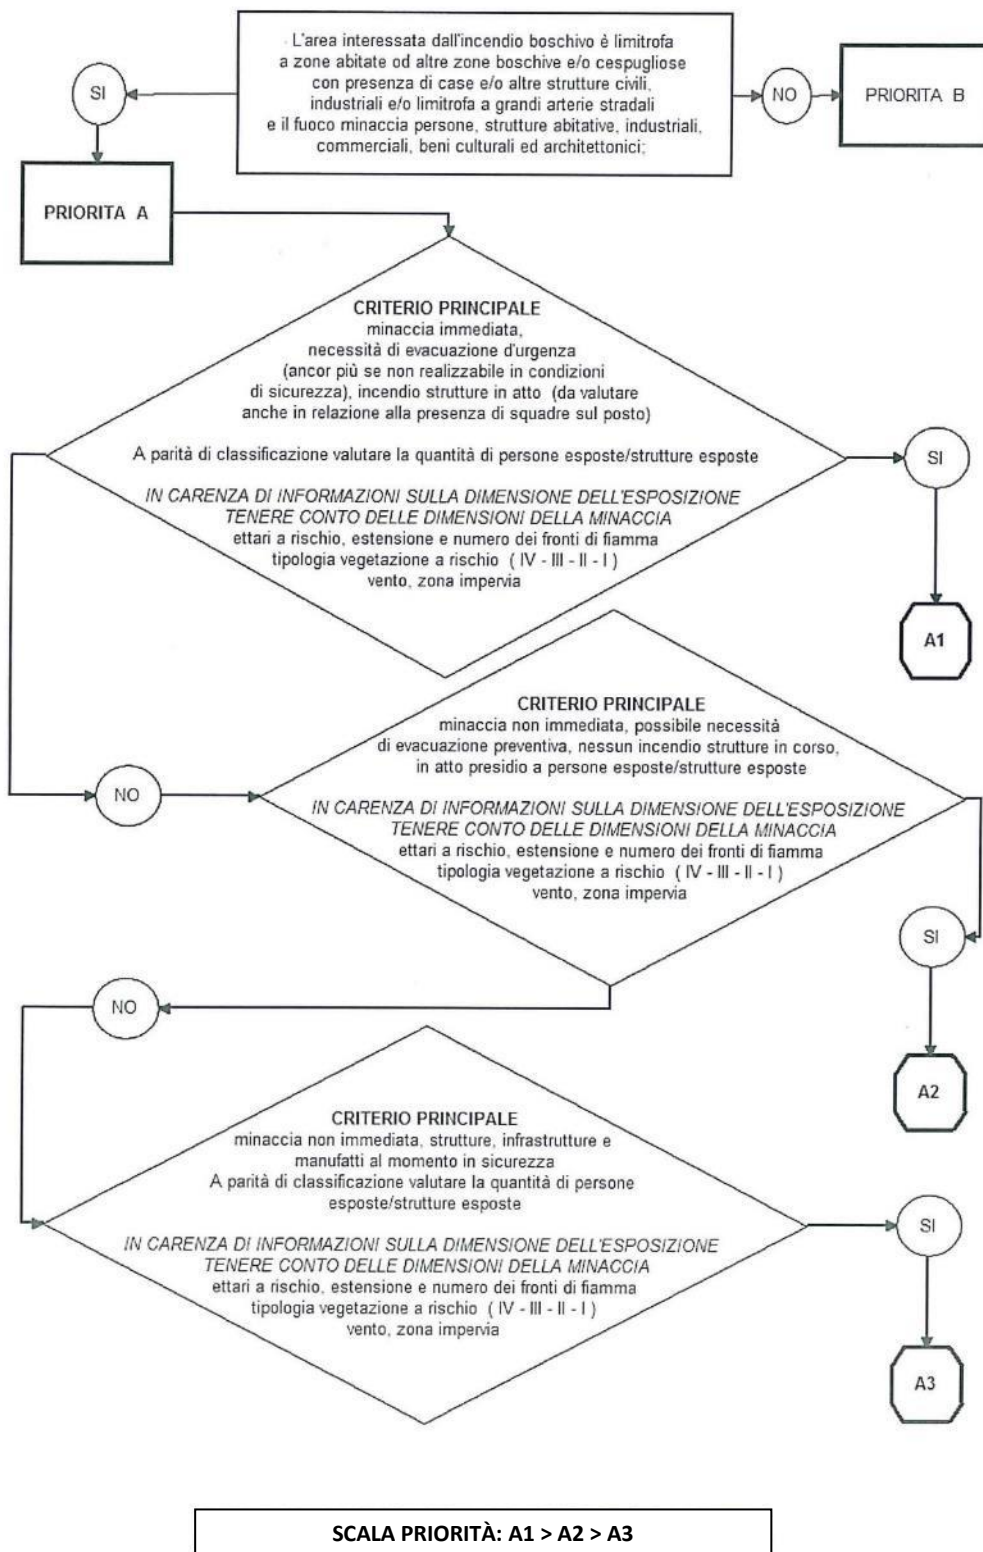 L'area interessata dall'incendio boschivo è limitrofa
a zone abitate od altre zone boschive e/o cespugliose
con presenza di case e/o altre strutture civili,
industriali e/o limitrofa a grandi arterie stradali
e il fuoco minaccia persone, strutture abitative, industriali,
commerciali, beni culturali ed architettonici;
SI
NO
PRIORITA B
PRIORITA A
CRITERIO PRINCIPALE
minaccia immediata,
necessità di evacuazione d'urgenza
(ancor più se non realizzabile in condizioni
di sicurezza), incendio strutture in atto (da valutare
anche in relazione alla presenza di squadre sul posto)
A parità di classificazione valutare la quantità di persone esposte/strutture esposte
IN CARENZA DI INFORMAZIONI SULLA DIMENSIONE DELL'ESPOSIZIONE
TENERE CONTO DELLE DIMENSIONI DELLA MINACCIA
ettari a rischio, estensione e numero dei fronti di fiamma
tipologia vegetazione a rischio ( IV - III - II - I )
vento, zona impervia
SI
A1
NO
CRITERIO PRINCIPALE
minaccia non immediata, possibile necessità
di evacuazione preventiva, nessun incendio strutture in corso,
in atto presidio a persone esposte/strutture esposte
IN CARENZA DI INFORMAZIONI SULLA DIMENSIONE DELL'ESPOSIZIONE
TENERE CONTO DELLE DIMENSIONI DELLA MINACCIA
ettari a rischio, estensione e numero dei fronti di fiamma
tipologia vegetazione a rischio ( IV - III - II - I )
vento, zona impervia
SI
A2
NO
CRITERIO PRINCIPALE
minaccia non immediata, strutture, infrastrutture e
manufatti al momento in sicurezza
A parità di classificazione valutare la quantità di persone
esposte/strutture esposte
IN CARENZA DI INFORMAZIONI SULLA DIMENSIONE DELL'ESPOSIZIONE
TENERE CONTO DELLE DIMENSIONI DELLA MINACCIA
ettari a rischio, estensione e numero dei fronti di fiamma
tipologia vegetazione a rischio ( IV - III - II - I )
vento, zona impervia
SI
A3
SCALA PRIORITÀ: A1 > A2 > A3